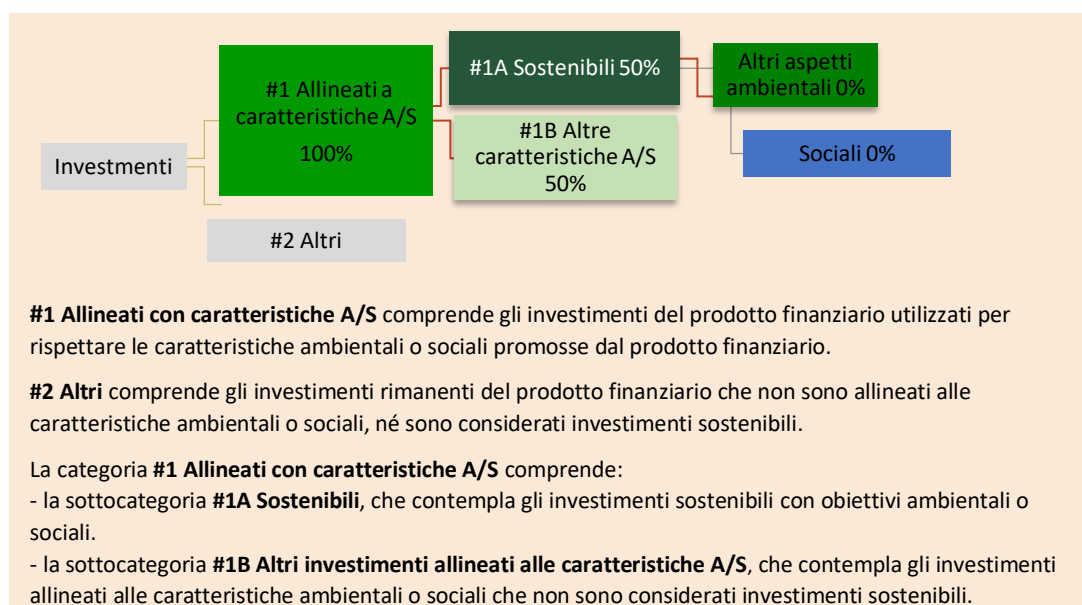 Investimenti
#1 Allineati a
caratteristiche A/S
100%
#2 Altri
#1A Sostenibili 50%
#1B Altre
caratteristiche A/S
50%
Altri aspetti
ambientali 0%
Sociali 0%
#1 Allineati con caratteristiche A/S comprende gli investimenti del prodotto finanziario utilizzati per
rispettare le caratteristiche ambientali o sociali promosse dal prodotto finanziario.
#2 Altri comprende gli investimenti rimanenti del prodotto finanziario che non sono allineati alle
caratteristiche ambientali o sociali, né sono considerati investimenti sostenibili.
La categoria #1 Allineati con caratteristiche A/S comprende:
- la sottocategoria #1A Sostenibili, che contempla gli investimenti sostenibili con obiettivi ambientali o
sociali.
- la sottocategoria #1B Altri investimenti allineati alle caratteristiche A/S, che contempla gli investimenti
allineati alle caratteristiche ambientali o sociali che non sono considerati investimenti sostenibili.